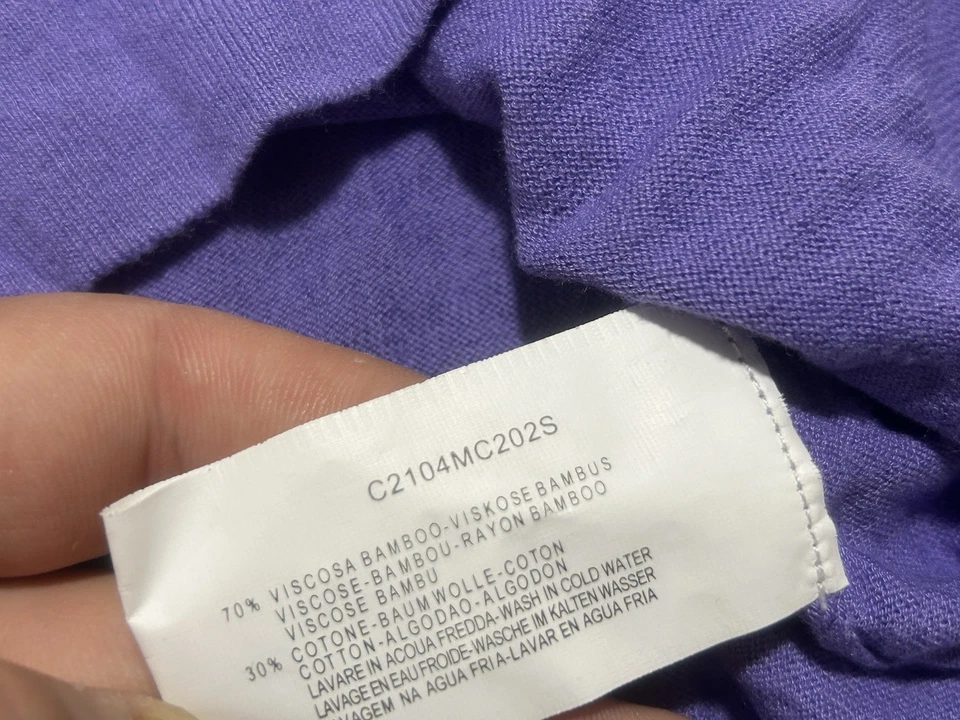 C2104MC202S
70% VISCOSA BAMBOO-VISKOSE BAMBUS
VISCOSE-BAMBOU-RAYON BAMBOO
VISCOSE BAMBU
30% COTONE-BAUMWOLLE-COTON
COTTON-ALGODAO-ALGODON
LAVARE IN ACQUA FREDDA-WASH IN COLD WATER
LAVAGE EN EAU FROIDE-WASCHE IM KALTEN WASSER
NA AGUA FRIA-LAVAR EN AGUA FRIA